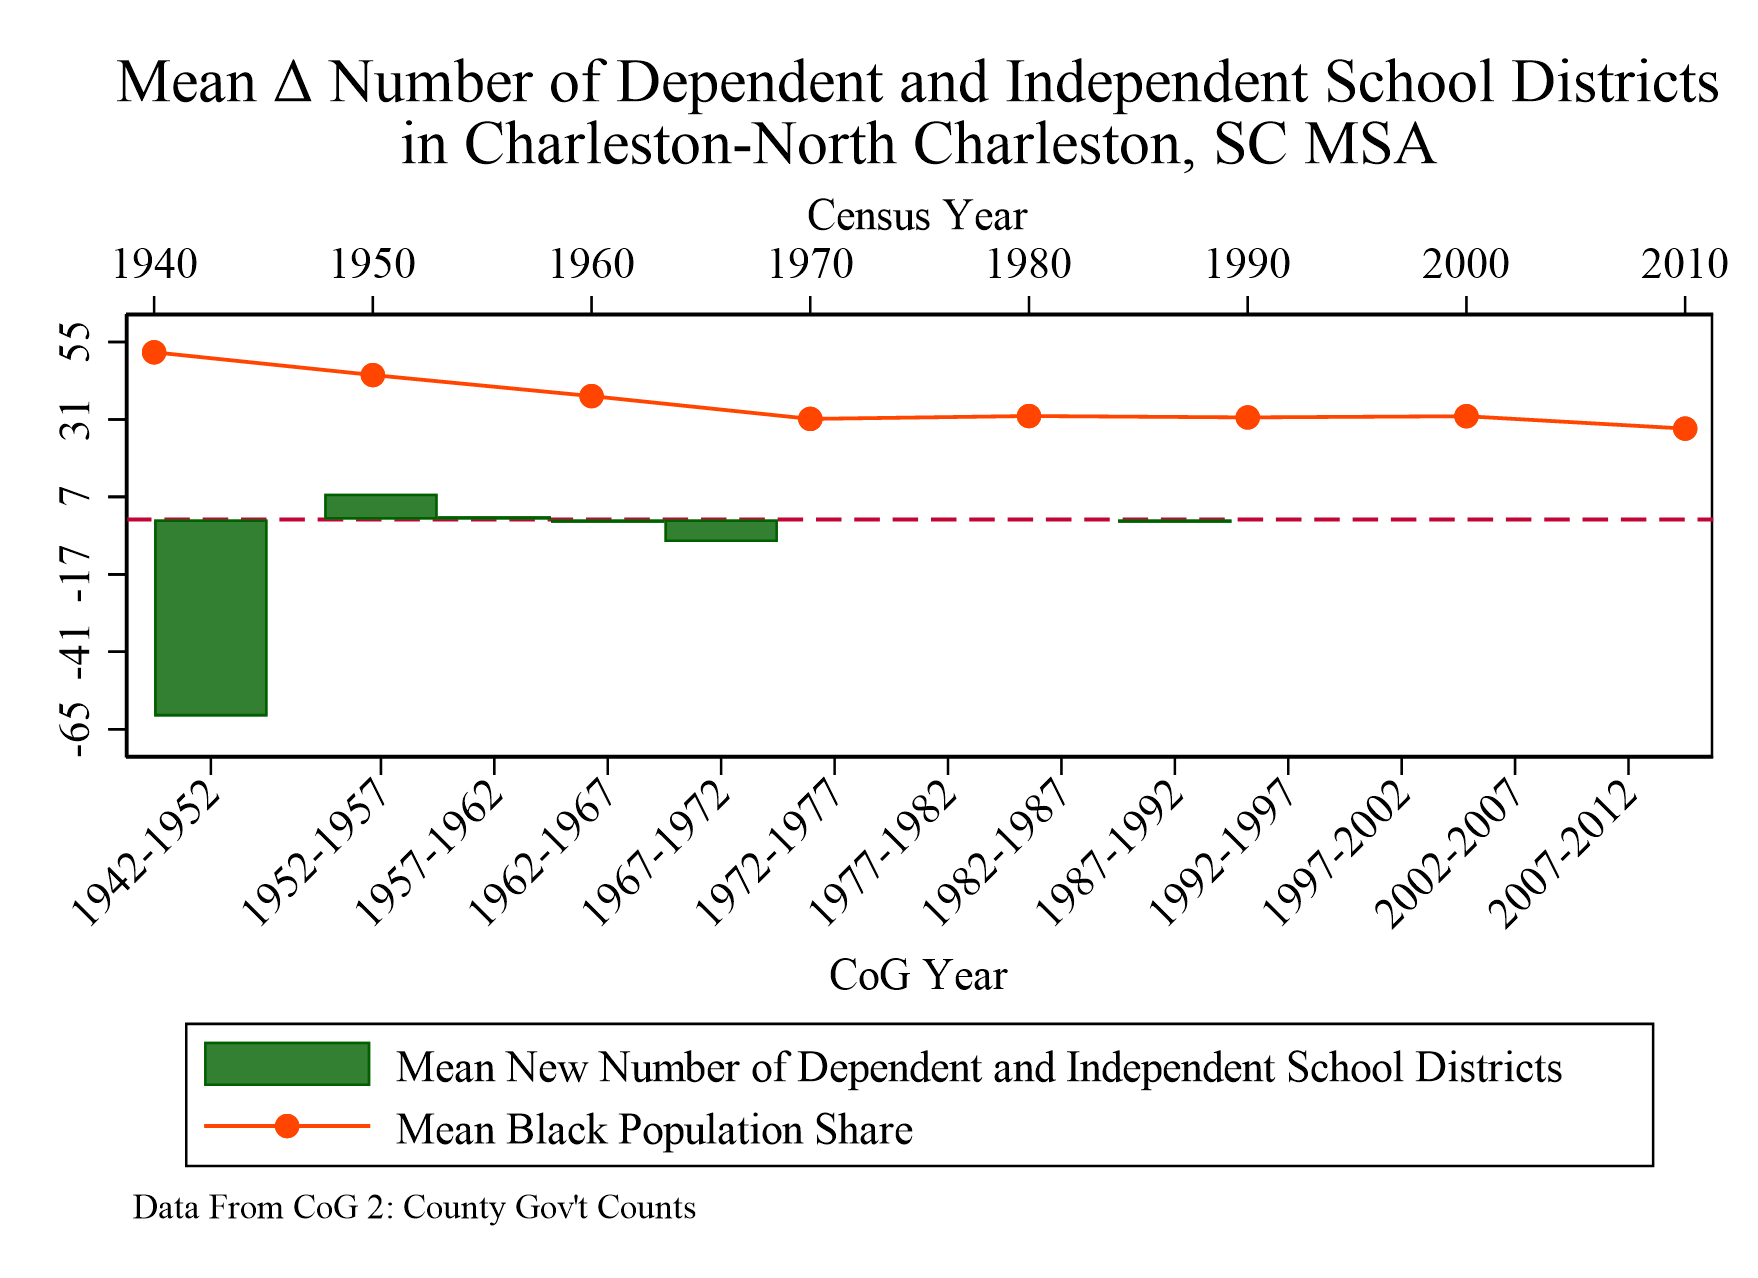 Mean Δ Number of Dependent and Independent School Districts
in Charleston-North Charleston, SC MSA
Census Year
1940 1950 1960 1970 1980 1990 2000 2010
55
31
7
-17
-41
-65
1942-1952 1952-1957 1957-1962 1962-1967 1967-1972 1972-1977 1977-1982 1982-1987 1987-1992 1992-1997 1997-2002 2002-2007 2007-2012
CoG Year
Mean New Number of Dependent and Independent School Districts
Mean Black Population Share
Data From CoG 2: County Gov't Counts